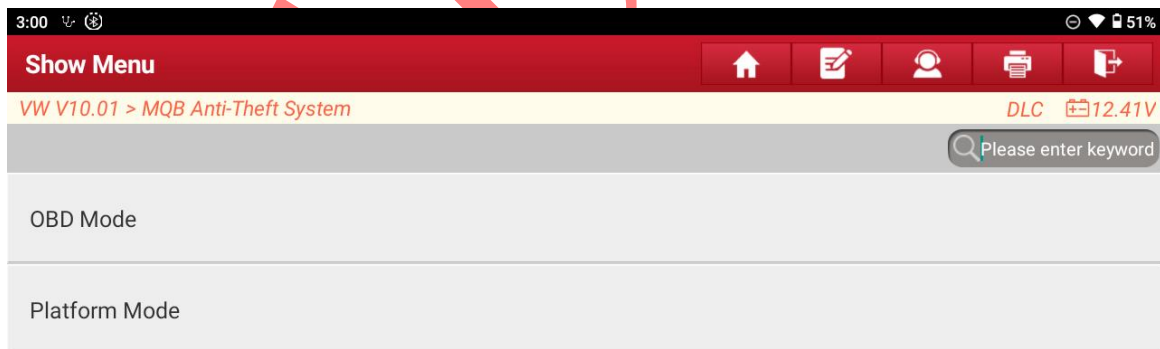 3:00 51%
Show Menu
VW V10.01 > MQB Anti-Theft System DLC 12.41V
Please enter keyword
OBD Mode
Platform Mode